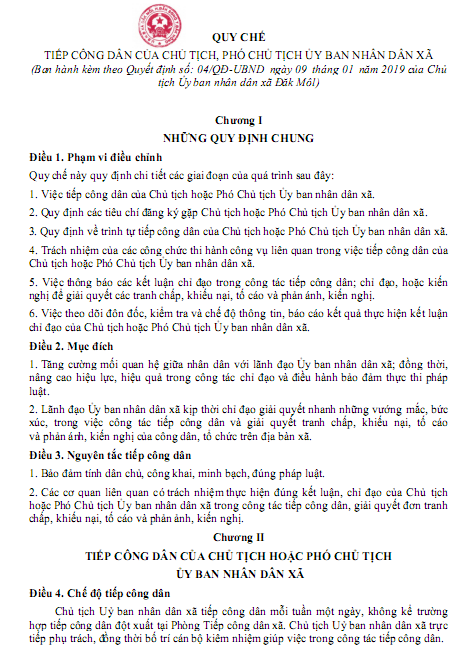 QUY CHẾ
TIẾP CÔNG DÂN CỦA CHỦ TỊCH, PHÓ CHỦ TỊCH ỦY BAN NHÂN DÂN XÃ
(Ban hành kèm theo Quyết định số: 04/QĐ-UBND ngày 09 tháng 01 năm 2019 của Chủ
tịch Ủy ban nhân dân xã Đăk Môl)
Chương I
NHỮNG QUY ĐỊNH CHUNG
Điều 1. Phạm vi điều chỉnh
Quy chế này quy định chi tiết các giai đoạn của quá trình sau đây:
1. Việc tiếp công dân của Chủ tịch hoặc Phó Chủ tịch Ủy ban nhân dân xã.
2. Quy định các tiêu chí đăng ký gặp Chủ tịch hoặc Phó Chủ tịch Ủy ban nhân dân xã.
3. Quy định về trình tự tiếp công dân của Chủ tịch hoặc Phó Chủ tịch Ủy ban nhân dân xã.
4. Trách nhiệm của các công chức thi hành công vụ liên quan trong việc tiếp công dân của
Chủ tịch hoặc Phó Chủ tịch Ủy ban nhân dân xã.
5. Việc thông báo các kết luận chỉ đạo trong công tác tiếp công dân; chỉ đạo, hoặc kiến
nghị để giải quyết các tranh chấp, khiếu nại, tố cáo và phản ánh, kiến nghị.
6. Việc theo dõi đôn đốc, kiểm tra và chế độ thông tin, báo cáo kết quả thực hiện kết luận
chỉ đạo của Chủ tịch hoặc Phó Chủ tịch Ủy ban nhân dân xã.
Điều 2. Mục đích
1. Tăng cường mối quan hệ giữa nhân dân với lãnh đạo Ủy ban nhân dân xã; đồng thời,
nâng cao hiệu lực, hiệu quả trong công tác chỉ đạo và điều hành bảo đảm thực thi pháp
luật.
2. Lãnh đạo Ủy ban nhân dân xã kịp thời chỉ đạo giải quyết nhanh những vướng mắc, bức
xúc, trong việc công tác tiếp công dân và giải quyết tranh chấp, khiếu nại, tố cáo
và phản ánh, kiến nghị của công dân, tổ chức trên địa bàn xã.
Điều 3. Nguyên tắc tiếp công dân
1. Bảo đảm tính dân chủ, công khai, minh bạch, đúng pháp luật.
2. Các cơ quan liên quan có trách nhiệm thực hiện đúng kết luận, chỉ đạo của Chủ tịch
hoặc Phó Chủ tịch Ủy ban nhân dân xã trong công tác tiếp công dân, giải quyết đơn tranh
chấp, khiếu nại, tố cáo và phản ánh, kiến nghị.
Chương II
TIẾP CÔNG DÂN CỦA CHỦ TỊCH HOẶC PHÓ CHỦ TỊCH
ỦY BAN NHÂN DÂN XÃ
Điều 4. Chế độ tiếp công dân
Chủ tịch Uỷ ban nhân dân xã tiếp công dân mỗi tuần một ngày, không kể trường
hợp tiếp công dân đột xuất tại Phòng Tiếp công dân xã. Chủ tịch Uỷ ban nhân dân xã trực
tiếp phụ trách, đồng thời bố trí cán bộ kiêm nhiệm giúp việc trong công tác tiếp công dân.